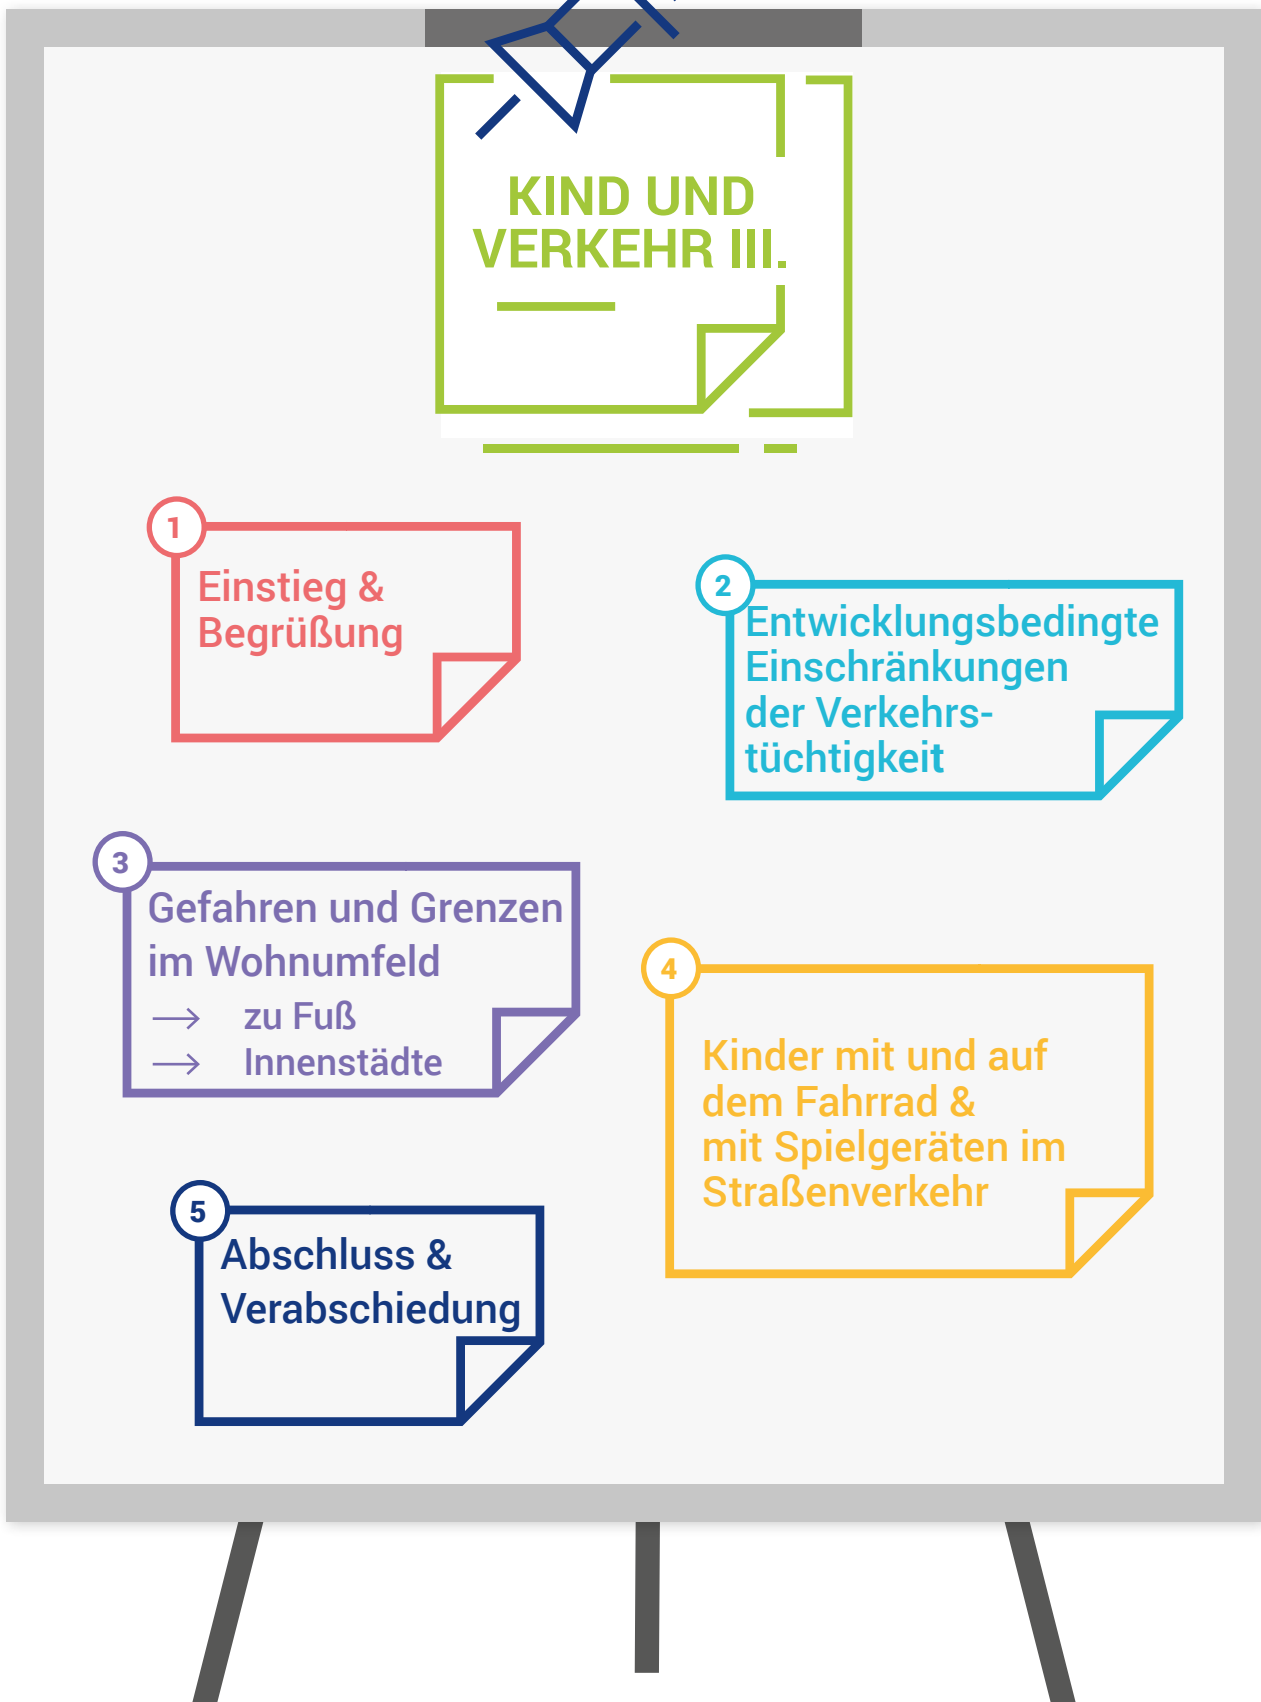 KIND UND
VERKEHR III.
1
Einstieg &
Begrüßung
2
Entwicklungsbedingte
Einschränkungen
der Verkehrs-
tüchtigkeit
3
Gefahren und Grenzen
im Wohnumfeld
→ zu Fuß
→ Innenstädte
4
Kinder mit und auf
dem Fahrrad &
mit Spielgeräten im
Straßenverkehr
5
Abschluss &
Verabschiedung